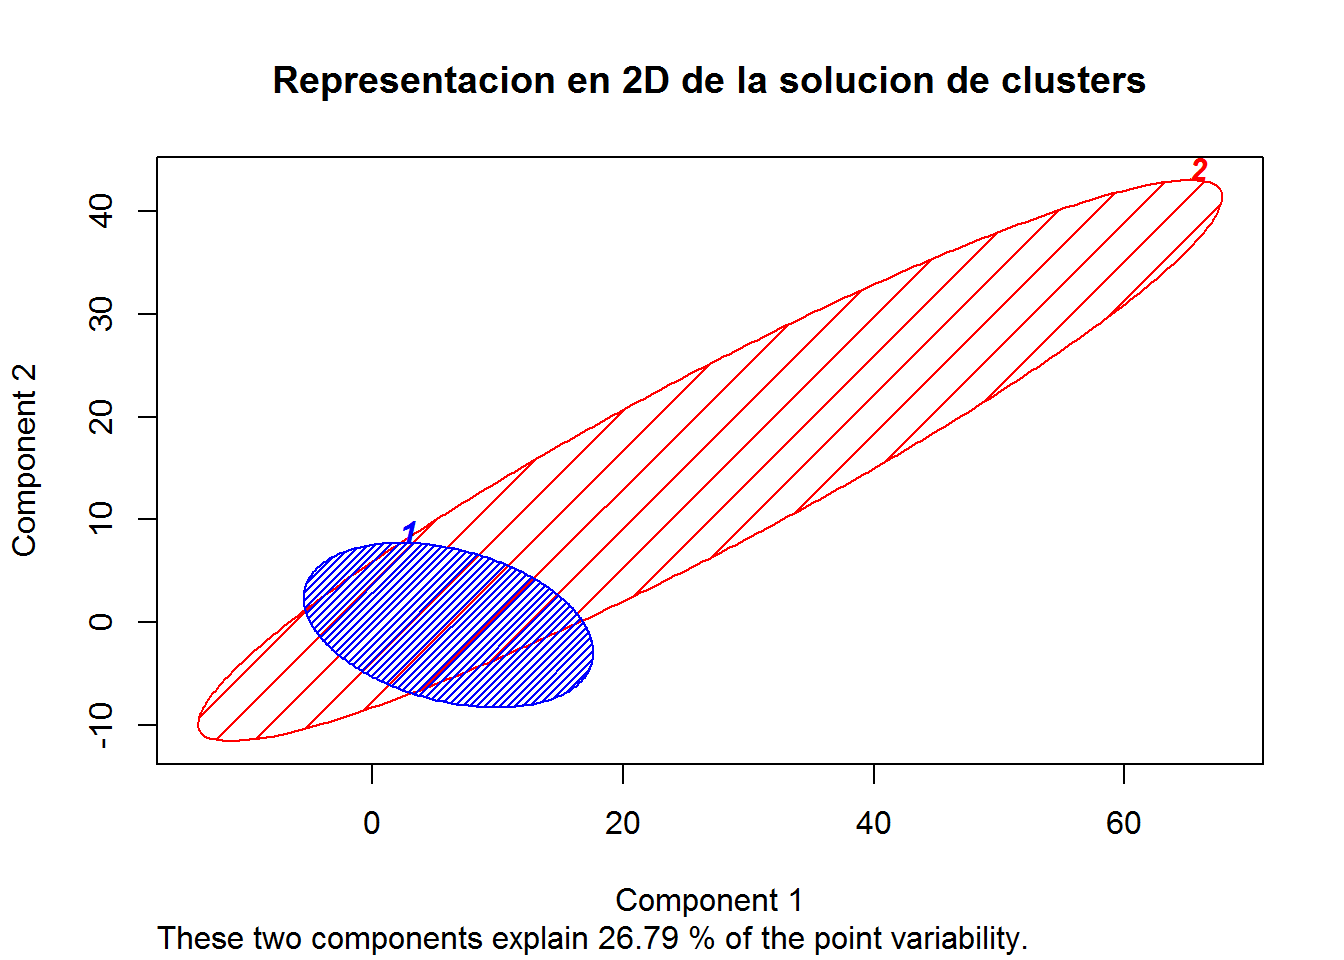 Representacion en 2D de la solucion de clusters
2
40
30
20
10
0
-10
1
Component 2
0 20 40 60
Component 1
These two components explain 26.79 % of the point variability.